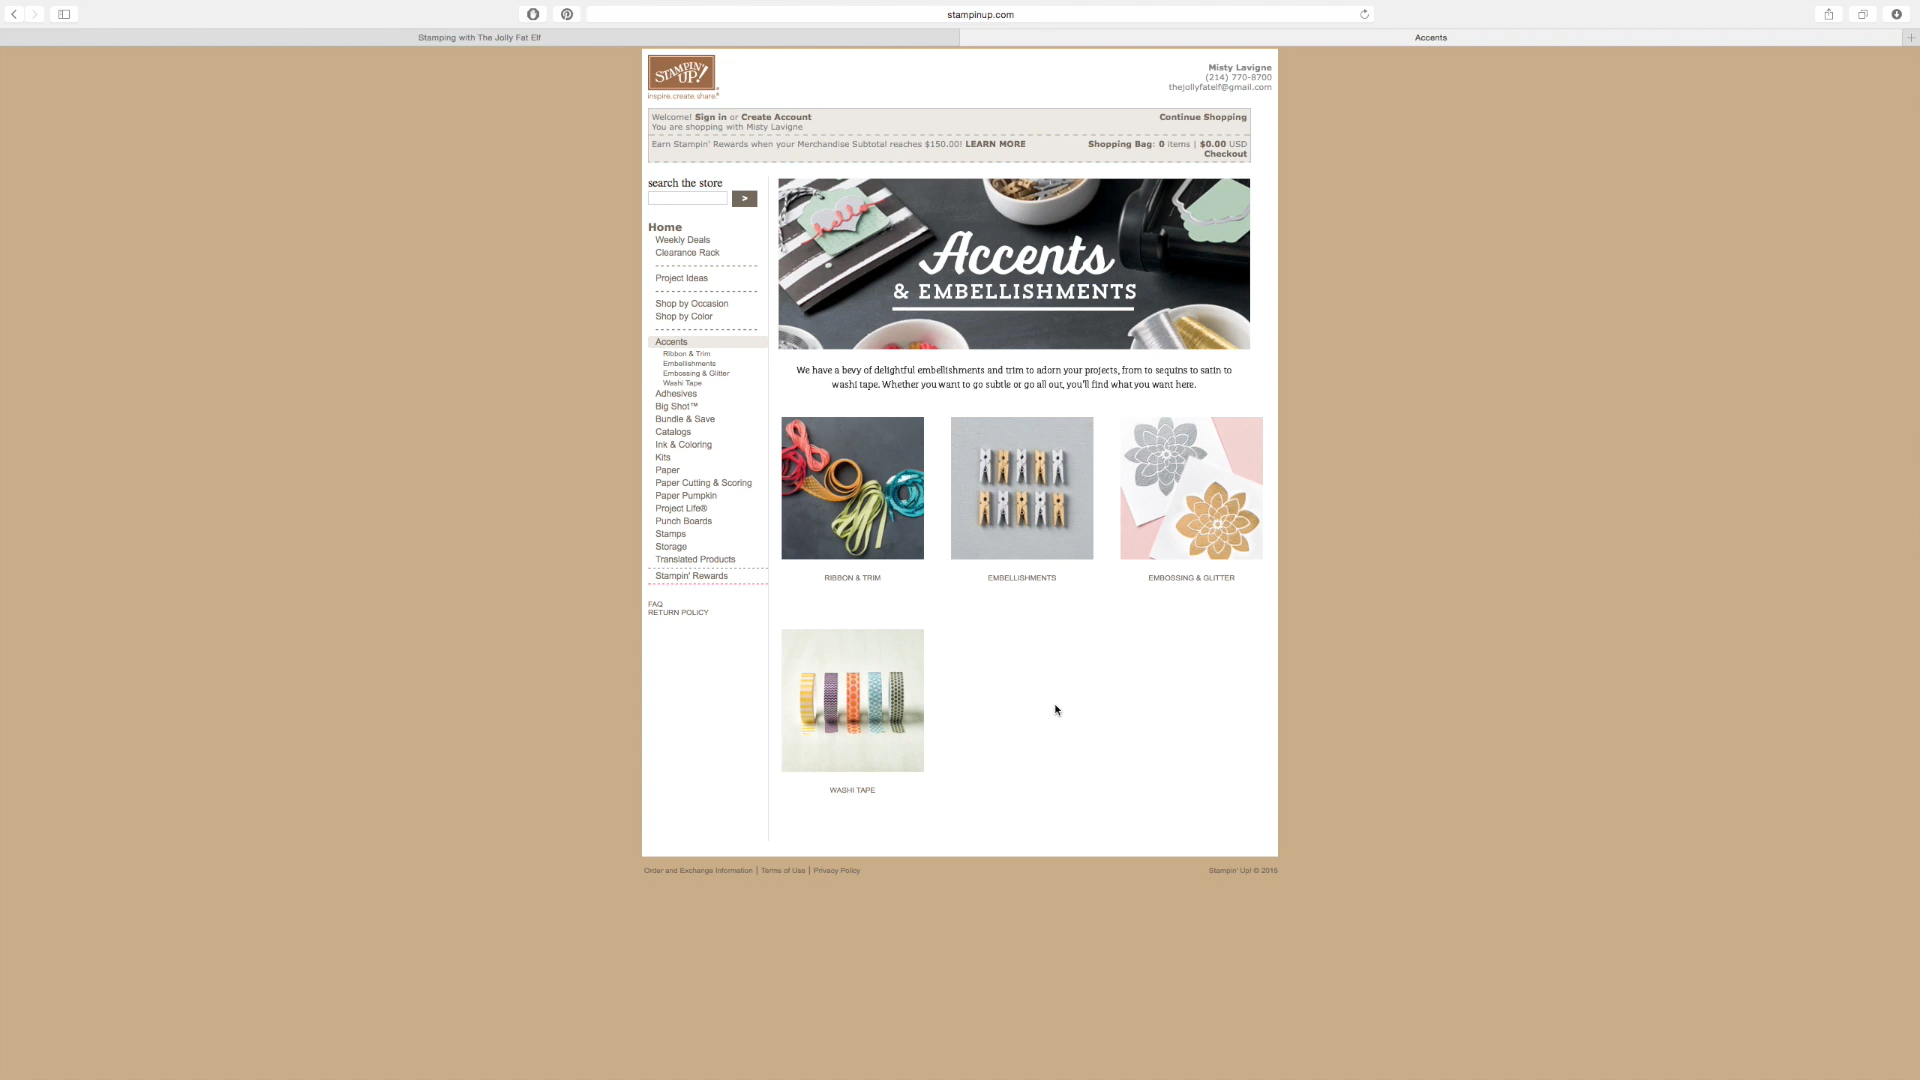 stampinup.com
Stamping with The Jolly Fat Elf
Accents
STAMPIN' UP!
inspire.create.share.®
Misty Lavigne
(214) 770-8700
thejollyfatelf@gmail.com
Welcome! Sign in or Create Account
Continue Shopping
You are shopping with Misty Lavigne
Earn Stampin' Rewards when your Merchandise Subtotal reaches $150.00! LEARN MORE
Shopping Bag: 0 items | $0.00 USD
Checkout
search the store
>
Home
Weekly Deals
Clearance Rack
Project Ideas
Shop by Occasion
Shop by Color
Accents
Ribbon & Trim
Embellishments
Embossing & Glitter
Washi Tape
Adhesives
Big Shot™
Bundle & Save
Catalogs
Ink & Coloring
Kits
Paper
Paper Cutting & Scoring
Paper Pumpkin
Project Life®
Punch Boards
Stamps
Storage
Translated Products
Stampin' Rewards
FAQ
RETURN POLICY
hello
Accents
& EMBELLISHMENTS
We have a bevy of delightful embellishments and trim to adorn your projects, from to sequins to satin to
washi tape. Whether you want to go subtle or go all out, you'll find what you want here.
RIBBON & TRIM
EMBELLISHMENTS
EMBOSSING & GLITTER
WASHI TAPE
Order and Exchange Information | Terms of Use | Privacy Policy
Stampin' Up! © 2015